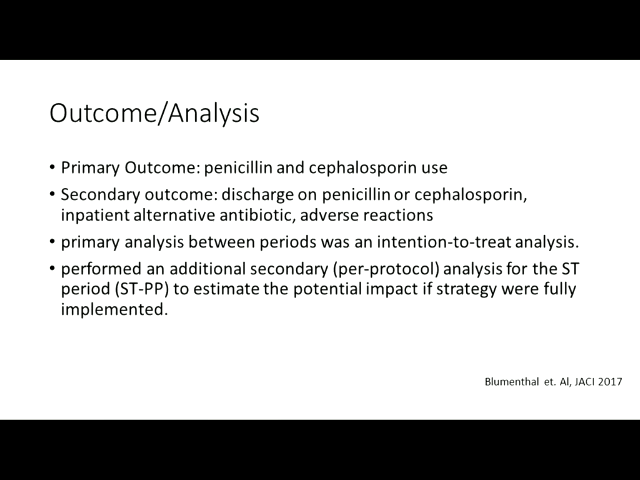 Outcome/Analysis
• Primary Outcome: penicillin and cephalosporin use
• Secondary outcome: discharge on penicillin or cephalosporin,
inpatient alternative antibiotic, adverse reactions
• primary analysis between periods was an intention-to-treat analysis.
• performed an additional secondary (per-protocol) analysis for the ST
period (ST-PP) to estimate the potential impact if strategy were fully
implemented.
Blumenthal et. Al, JACI 2017